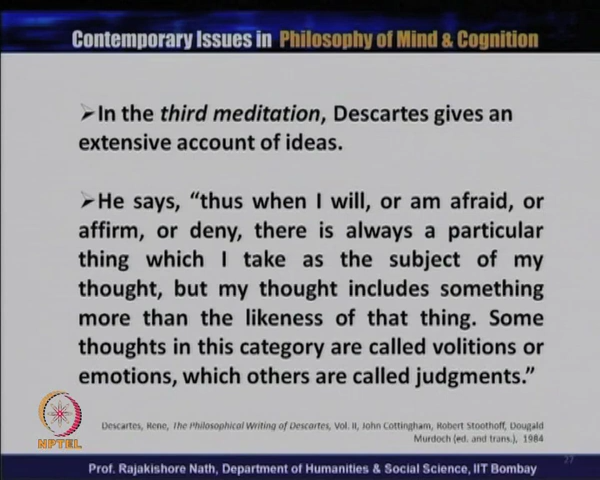 Contemporary Issues in Philosophy of Mind & Cognition
➢In the third meditation, Descartes gives an
extensive account of ideas.
➢He says, “thus when I will, or am afraid, or
affirm, or deny, there is always a particular
thing which I take as the subject of my
thought, but my thought includes something
more than the likeness of that thing. Some
thoughts in this category are called volitions or
emotions, which others are called judgments.”
Descartes, Rene, The Philosophical Writing of Descartes, Vol. II, John Cottingham, Robert Stoothoff, Dougald
Murdoch (ed. and trans.), 1984
NPTEL
Prof. Rajakishore Nath, Department of Humanities & Social Science, IIT Bombay
27